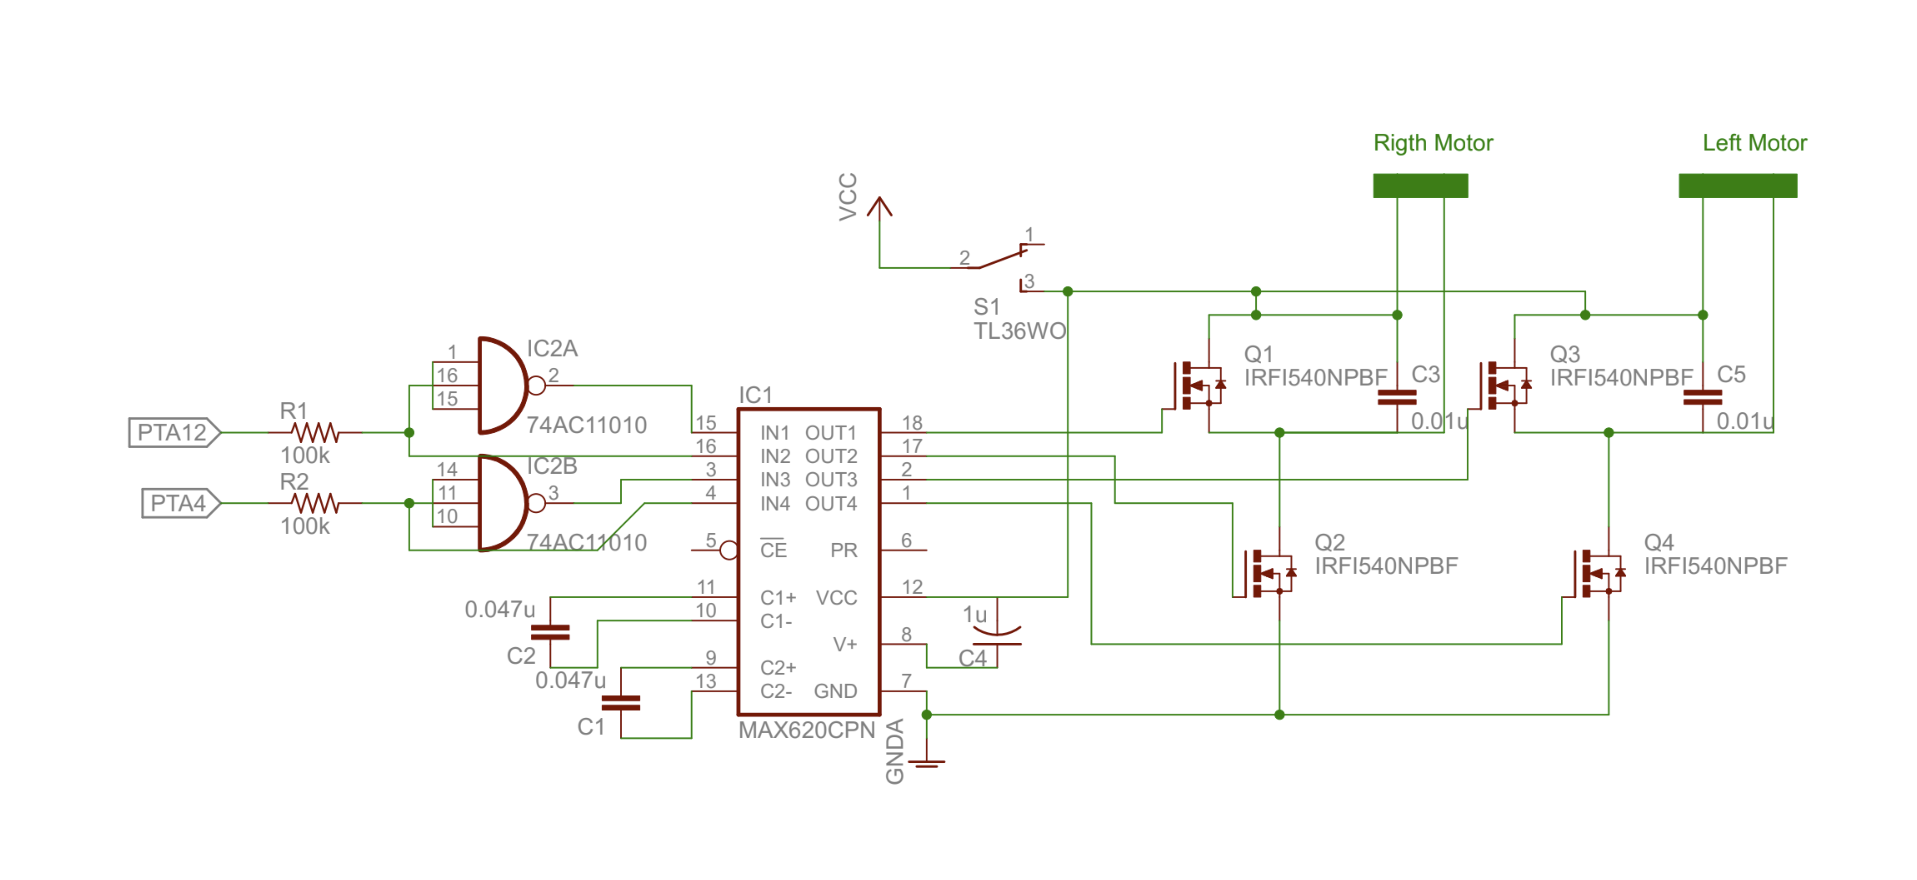 Rigth Motor
Left Motor
VCC
1
2
3
S1
TL36WO
IC2A
1
16
15
2
74AC11010
PTA12
R1
100k
IC2B
14
11
10
3
74AC11010
PTA4
R2
100k
IC1
15 IN1 OUT1 18
16 IN2 OUT2 17
3 IN3 OUT3 2
4 IN4 OUT4 1
5 CE PR 6
11 C1+ VCC 12
10 C1-
V+ 8
9 C2+
13 C2- GND 7
MAX620CPN
0.047u
C2
0.047u
C1
1u
C4
GNDA
Q1
IRFI540NPBF
C3
0.01u
Q3
IRFI540NPBF
C5
0.01u
Q2
IRFI540NPBF
Q4
IRFI540NPBF